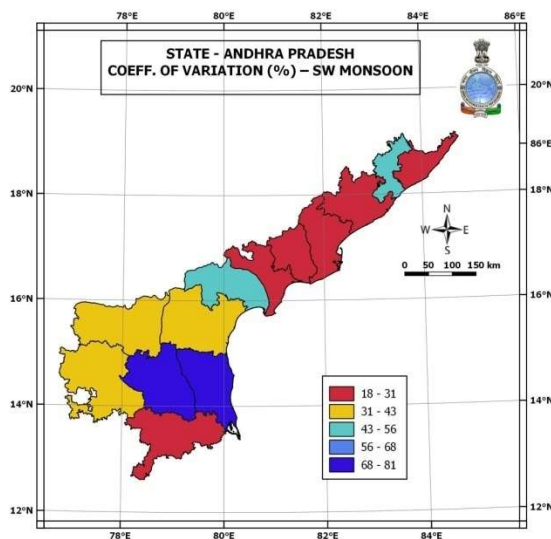 78°E 80°E 82°E 84°E 86°E
STATE - ANDHRA PRADESH
COEFF. OF VARIATION (%) – SW MONSOON
20°N
20°N
86°E
18°N
18°N
N
W E
S
0 50 100 150 km
16°N
16°N
18 - 31
31 - 43
43 - 56
56 - 68
68 - 81
14°N
14°N
12°N
12°N
78°E 80°E 82°E 84°E